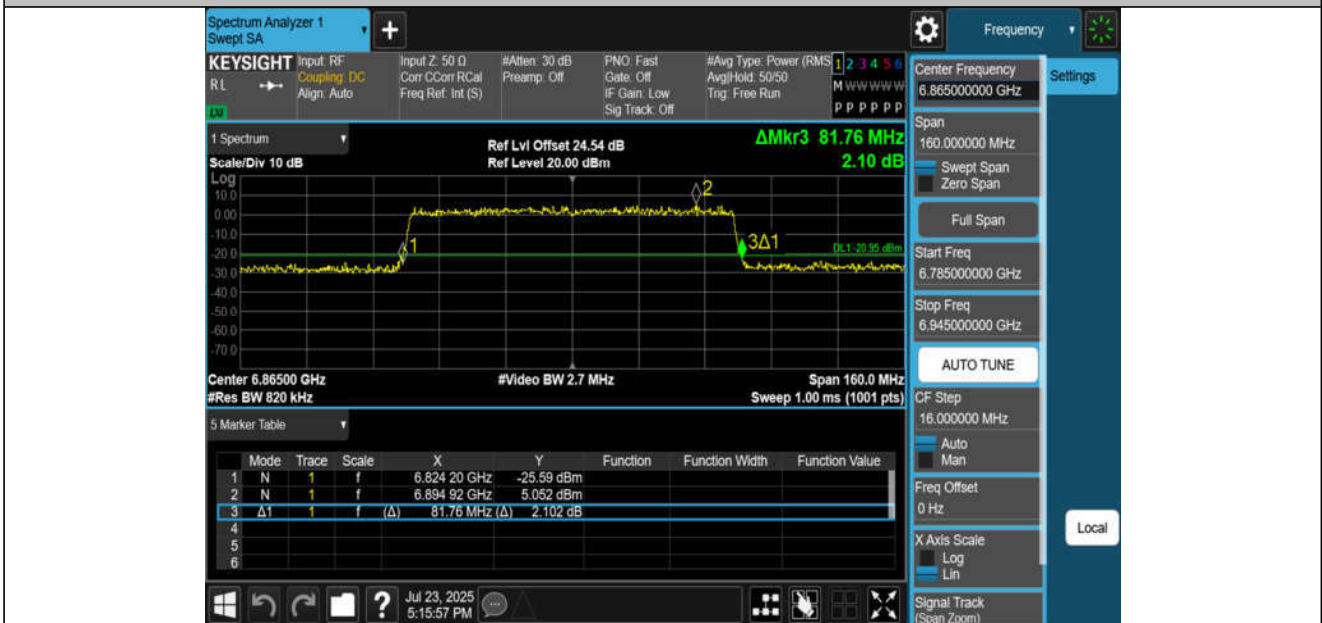 Spectrum Analyzer 1
Swept SA
+
Frequency
KEYSIGHT
RL
LXI
Input: RF
Coupling: DC
Align: Auto
Input Z: 50 Ω
Corr CCorr RCal
Freq Ref: Int (S)
#Atten: 30 dB
Preamp: Off
PNO: Fast
Gate: Off
IF Gain: Low
Sig Track: Off
#Avg Type: Power (RMS
Avg|Hold: 50/50
Trig: Free Run
1 2 3 4 5 6
M W W W W W
P P P P P P
1 Spectrum
Scale/Div 10 dB
Ref Lvl Offset 24.54 dB
Ref Level 20.00 dBm
ΔMkr3 81.76 MHz
2.10 dB
Log
10.0
0.00
-10.0
-20.0
-30.0
-40.0
-50.0
-60.0
-70.0
1
2
3Δ1
DL1 -20.95 dBm
Center 6.86500 GHz
#Video BW 2.7 MHz
Span 160.0 MHz
#Res BW 820 kHz
Sweep 1.00 ms (1001 pts)
5 Marker Table
Mode Trace Scale X Y Function Function Width Function Value
1 N 1 f 6.824 20 GHz -25.59 dBm
2 N 1 f 6.894 92 GHz 5.052 dBm
3 Δ1 1 f (Δ) 81.76 MHz (Δ) 2.102 dB
4
5
6
?
Jul 23, 2025
5:15:57 PM
Center Frequency
6.865000000 GHz
Settings
Span
160.000000 MHz
Swept Span
Zero Span
Full Span
Start Freq
6.785000000 GHz
Stop Freq
6.945000000 GHz
AUTO TUNE
CF Step
16.000000 MHz
Auto
Man
Freq Offset
0 Hz
X Axis Scale
Log
Lin
Local
Signal Track
(Span Zoom)